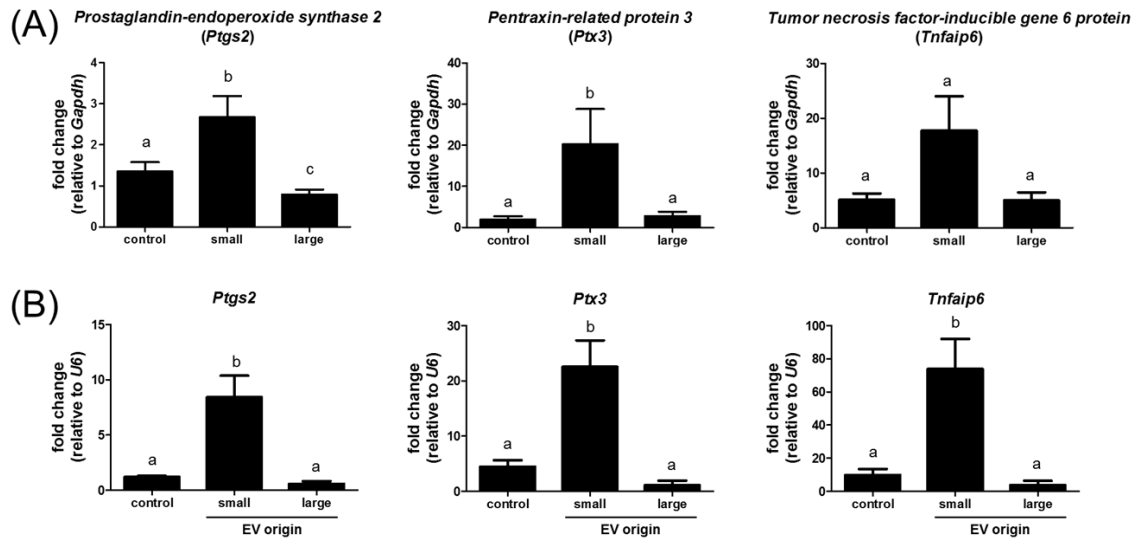 (A)
Prostaglandin-endoperoxide synthase 2
(Ptgs2)
fold change
(relative to Gapdh)
4
3
2
1
0
a
b
c
control
small
large
Pentraxin-related protein 3
(Ptx3)
fold change
(relative to Gapdh)
40
30
20
10
0
a
b
a
control
small
large
Tumor necrosis factor-inducible gene 6 protein
(Tnfaip6)
fold change
(relative to Gapdh)
30
20
10
0
a
a
a
control
small
large
(B)
Ptgs2
fold change
(relative to U6)
15
10
5
0
a
b
a
control
small
large
EV origin
Ptx3
fold change
(relative to U6)
30
20
10
0
a
b
a
control
small
large
EV origin
Tnfaip6
fold change
(relative to U6)
100
80
60
40
20
0
a
b
a
control
small
large
EV origin